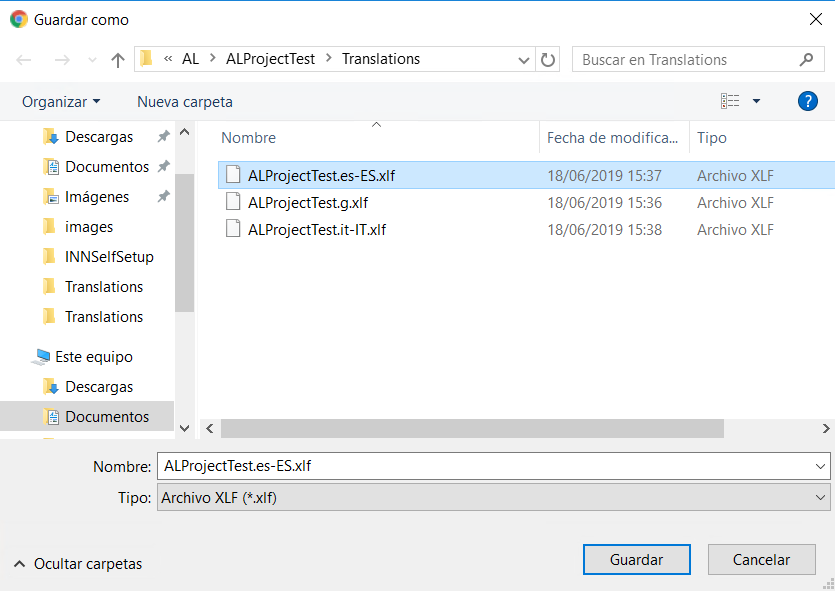 Guardar como
« AL > ALProjectTest > Translations
Buscar en Translations
Organizar
Nueva carpeta
?
Descargas
Documentos
Imágenes
images
INNSelfSetup
Translations
Translations
Este equipo
Descargas
Documentos
Nombre Fecha de modifica... Tipo
ALProjectTest.es-ES.xlf 18/06/2019 15:37 Archivo XLF
ALProjectTest.g.xlf 18/06/2019 15:36 Archivo XLF
ALProjectTest.it-IT.xlf 18/06/2019 15:38 Archivo XLF
Nombre: ALProjectTest.es-ES.xlf
Tipo: Archivo XLF (*.xlf)
Ocultar carpetas
Guardar
Cancelar